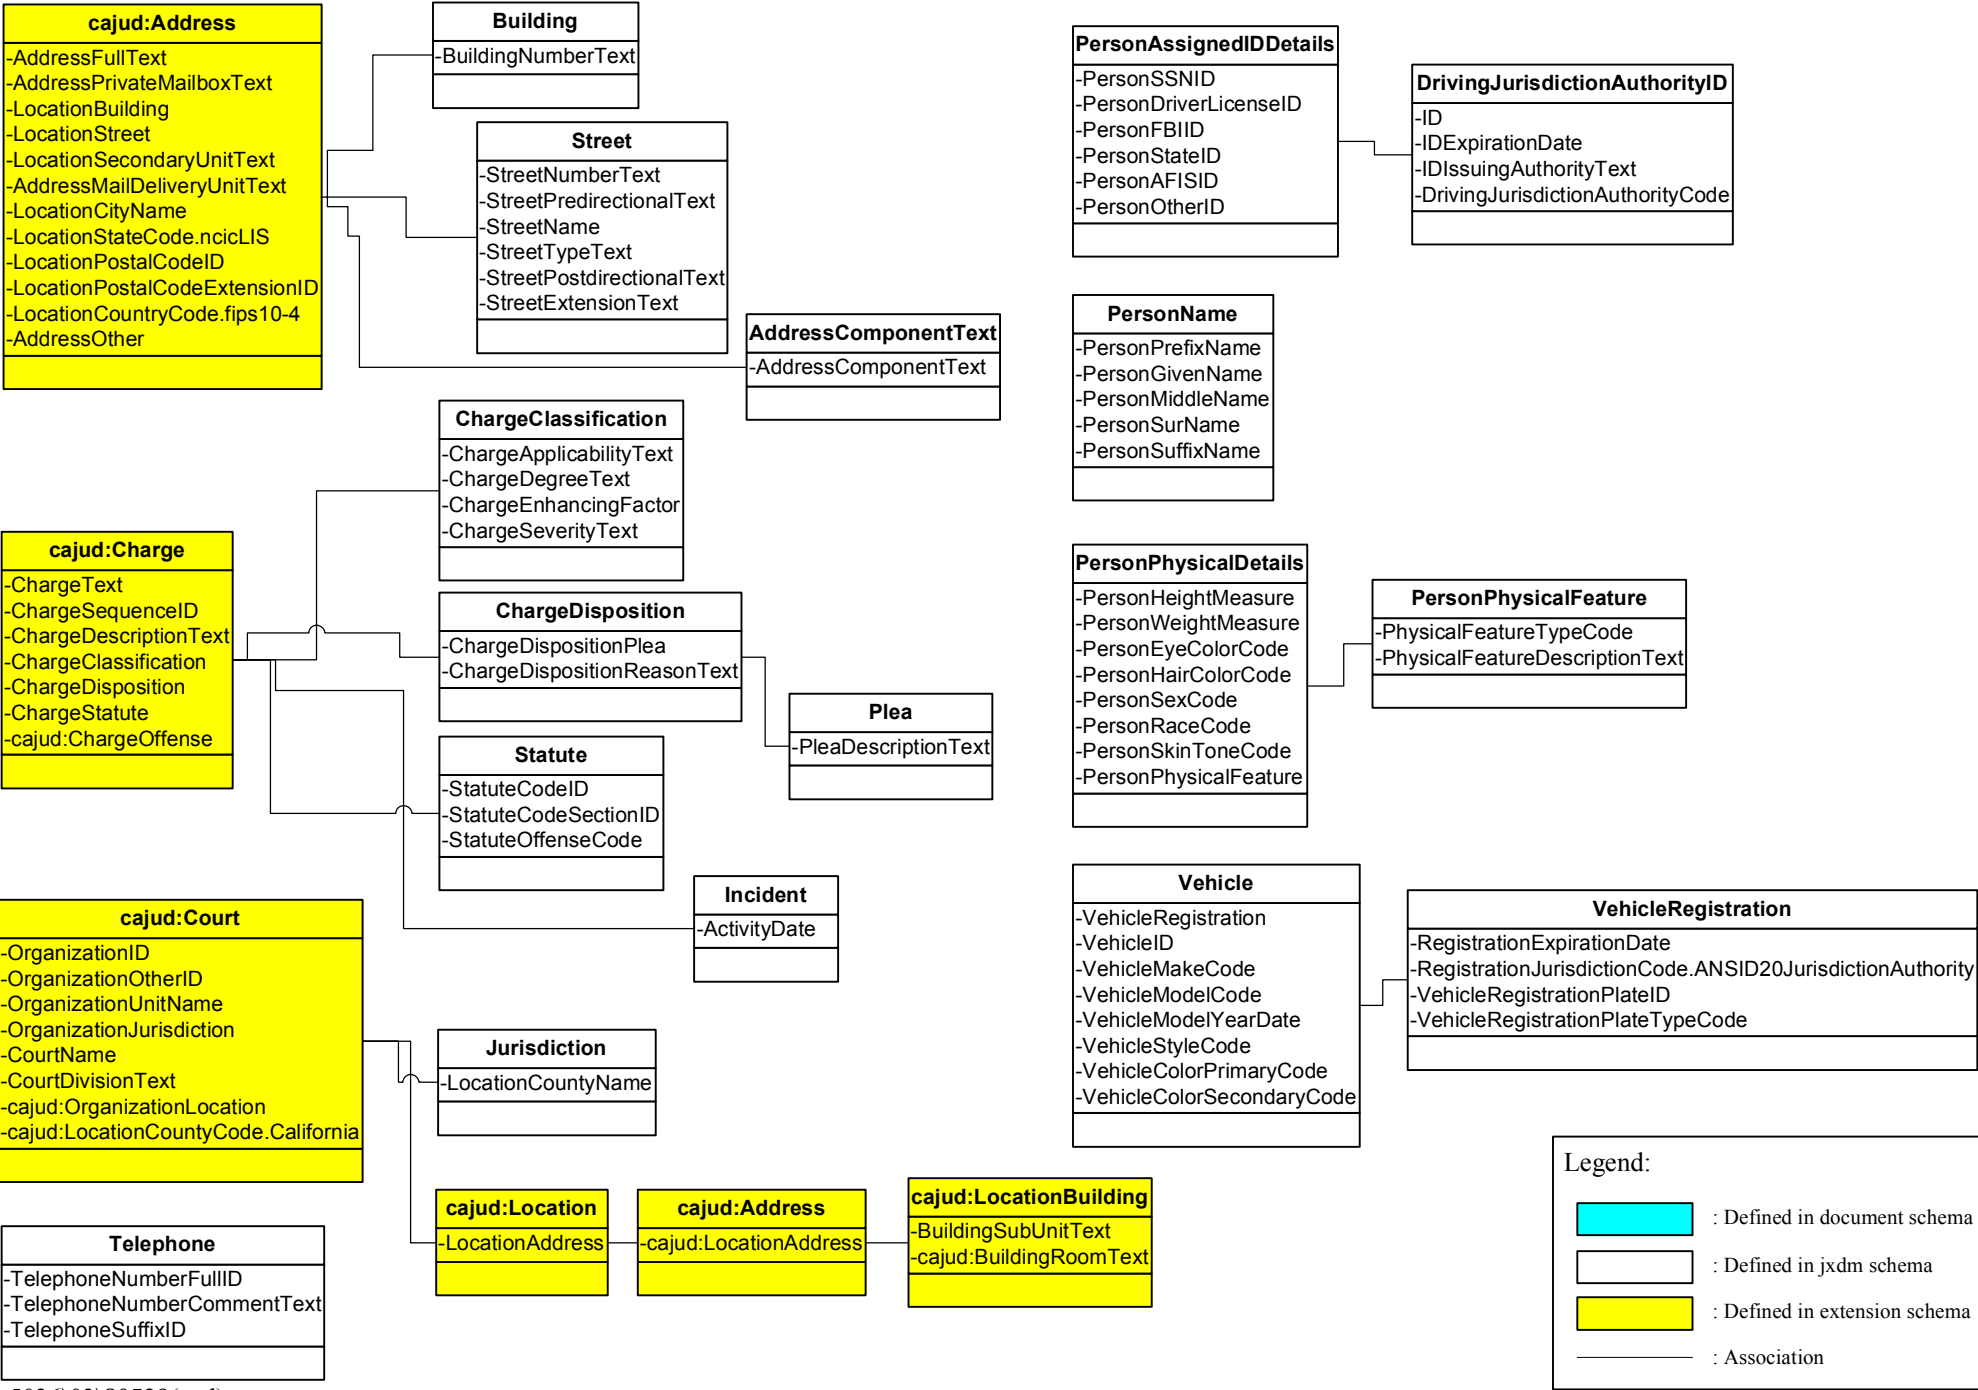 cajud:Address
-AddressFullText
-AddressPrivateMailboxText
-LocationBuilding
-LocationStreet
-LocationSecondaryUnitText
-AddressMailDeliveryUnitText
-LocationCityName
-LocationStateCode.ncicLIS
-LocationPostalCodeID
-LocationPostalCodeExtensionID
-LocationCountryCode.fips10-4
-AddressOther
Building
-BuildingNumberText
Street
-StreetNumberText
-StreetPredirectionalText
-StreetName
-StreetTypeText
-StreetPostdirectionalText
-StreetExtensionText
AddressComponentText
-AddressComponentText
cajud:Charge
-ChargeText
-ChargeSequenceID
-ChargeDescriptionText
-ChargeClassification
-ChargeDisposition
-ChargeStatute
-cajud:ChargeOffense
ChargeClassification
-ChargeApplicabilityText
-ChargeDegreeText
-ChargeEnhancingFactor
-ChargeSeverityText
ChargeDisposition
-ChargeDispositionPlea
-ChargeDispositionReasonText
Plea
-PleaDescriptionText
Statute
-StatuteCodeID
-StatuteCodeSectionID
-StatuteOffenseCode
Incident
-ActivityDate
cajud:Court
-OrganizationID
-OrganizationOtherID
-OrganizationUnitName
-OrganizationJurisdiction
-CourtName
-CourtDivisionText
-cajud:OrganizationLocation
-cajud:LocationCountyCode.California
Jurisdiction
-LocationCountyName
cajud:Location
-LocationAddress
cajud:Address
-cajud:LocationAddress
cajud:LocationBuilding
-BuildingSubUnitText
-cajud:BuildingRoomText
Telephone
-TelephoneNumberFullID
-TelephoneNumberCommentText
-TelephoneSuffixID
PersonAssignedIDDetails
-PersonSSNID
-PersonDriverLicenseID
-PersonFBIID
-PersonStateID
-PersonAFISID
-PersonOtherID
DrivingJurisdictionAuthorityID
-ID
-IDExpirationDate
-IDIssuingAuthorityText
-DrivingJurisdictionAuthorityCode
PersonName
-PersonPrefixName
-PersonGivenName
-PersonMiddleName
-PersonSurName
-PersonSuffixName
PersonPhysicalDetails
-PersonHeightMeasure
-PersonWeightMeasure
-PersonEyeColorCode
-PersonHairColorCode
-PersonSexCode
-PersonRaceCode
-PersonSkinToneCode
-PersonPhysicalFeature
PersonPhysicalFeature
-PhysicalFeatureTypeCode
-PhysicalFeatureDescriptionText
Vehicle
-VehicleRegistration
-VehicleID
-VehicleMakeCode
-VehicleModelCode
-VehicleModelYearDate
-VehicleStyleCode
-VehicleColorPrimaryCode
-VehicleColorSecondaryCode
VehicleRegistration
-RegistrationExpirationDate
-RegistrationJurisdictionCode.ANSID20JurisdictionAuthority
-VehicleRegistrationPlateID
-VehicleRegistrationPlateTypeCode
Legend:
: Defined in document schema
: Defined in jxdm schema
: Defined in extension schema
: Association